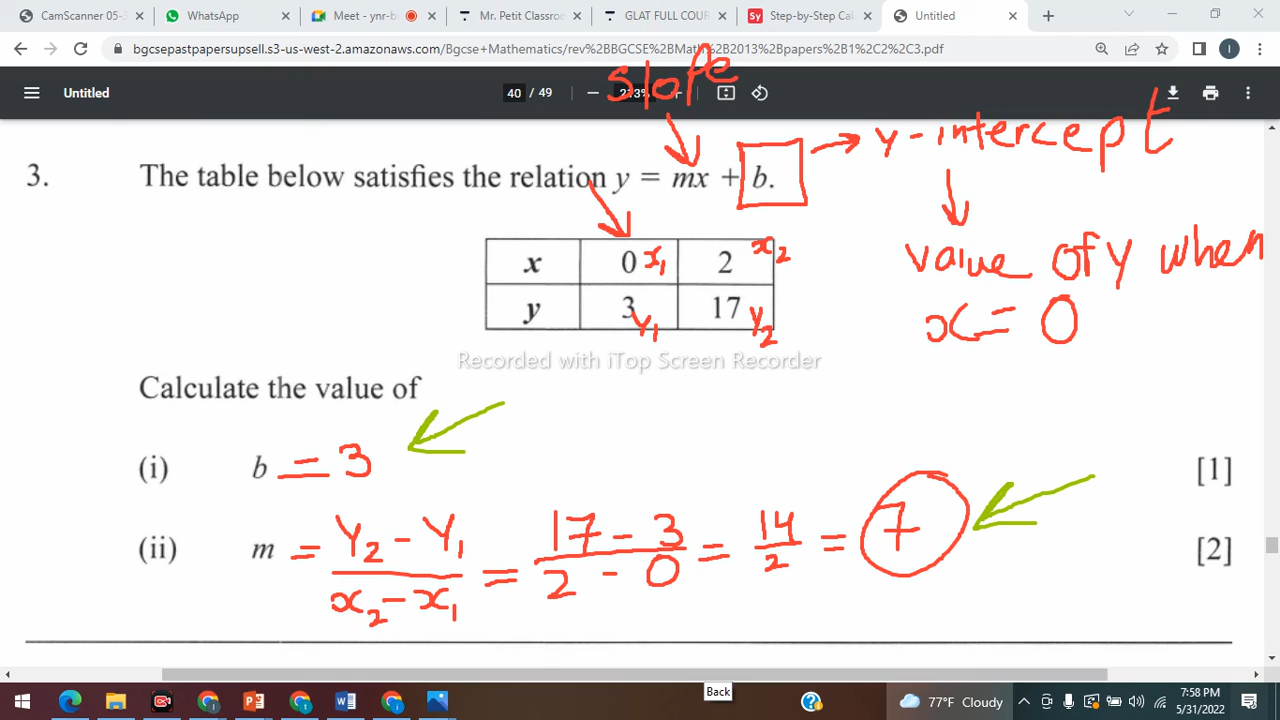 CamScanner 05-3
WhatsApp
Meet - ynr-b
Mr. Petit Classroo
GLAT FULL COUR
Step-by-Step Cal
Untitled
bgcsepastpapersupsell.s3-us-west-2.amazonaws.com/Bgcse+Mathematics/rev%2BBGCSE%2BMath%2B2013%2Bpapers%2B1%2C2%2C3.pdf
Untitled
40 / 49
213%
slope
y-intercept
3. The table below satisfies the relation y = mx + b.
value of y when
x = 0
x 0 x₁ 2 x₂
y 3 y₁ 17 y₂
Recorded with iTop Screen Recorder
Calculate the value of
(i) b = 3 [1]
(ii) m = Y₂ - Y₁ / x₂ - x₁ = 17 - 3 / 2 - 0 = 14 / 2 = 7 [2]
Back
77°F Cloudy
7:58 PM
5/31/2022